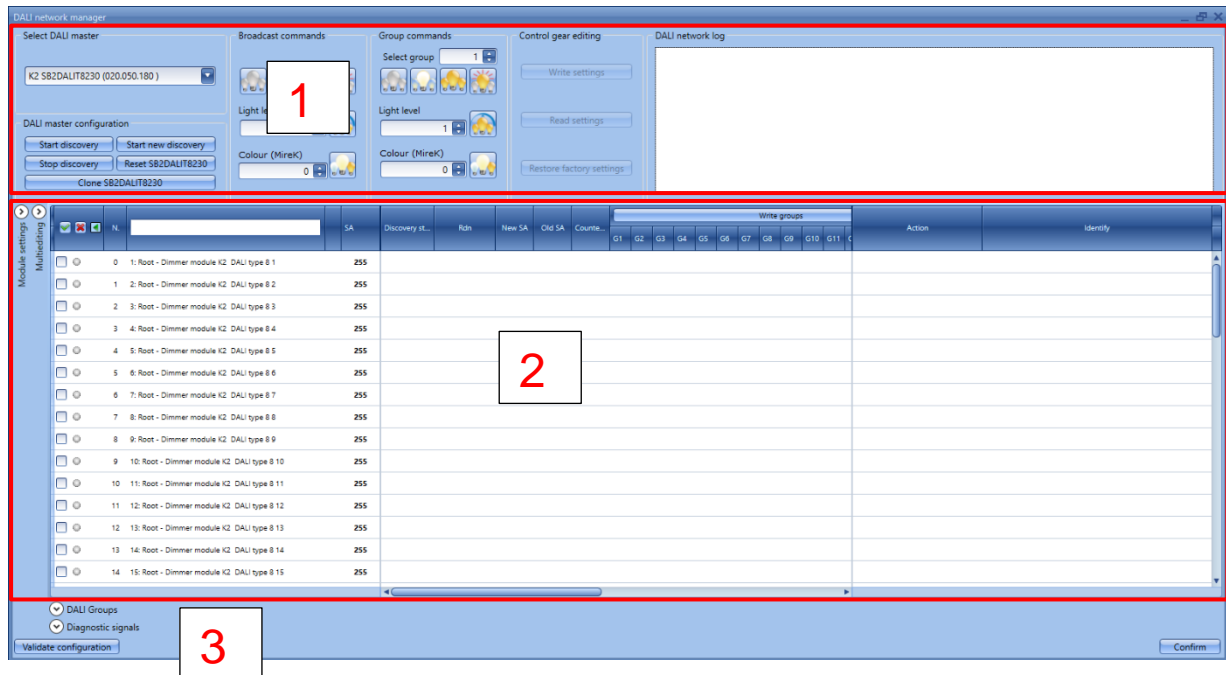 DALI network manager
Select DALI master
Broadcast commands
Group commands
Control gear editing
DALI network log
K2 SB2DALIT8230 (020.050.180 )
Select group 1
Write settings
1
DALI master configuration
Light le
Light level
1
Read settings
Start discovery Start new discovery
Stop discovery Reset SB2DALIT8230
Clone SB2DALIT8230
Colour (MireK)
0
Colour (MireK)
0
Restore factory settings
Module settings
Multiediting
N. SA Discovery st... Rdn New SA Old SA Counte... Write groups Action Identify
G1 G2 G3 G4 G5 G6 G7 G8 G9 G10 G11
0 1: Root - Dimmer module K2 DALI type 8 1 255
1 2: Root - Dimmer module K2 DALI type 8 2 255
2 3: Root - Dimmer module K2 DALI type 8 3 255
3 4: Root - Dimmer module K2 DALI type 8 4 255
4 5: Root - Dimmer module K2 DALI type 8 5 255
5 6: Root - Dimmer module K2 DALI type 8 6 255
6 7: Root - Dimmer module K2 DALI type 8 7 255
7 8: Root - Dimmer module K2 DALI type 8 8 255
8 9: Root - Dimmer module K2 DALI type 8 9 255
9 10: Root - Dimmer module K2 DALI type 8 10 255
10 11: Root - Dimmer module K2 DALI type 8 11 255
11 12: Root - Dimmer module K2 DALI type 8 12 255
12 13: Root - Dimmer module K2 DALI type 8 13 255
13 14: Root - Dimmer module K2 DALI type 8 14 255
14 15: Root - Dimmer module K2 DALI type 8 15 255
2
DALI Groups
Diagnostic signals
3
Validate configuration
Confirm